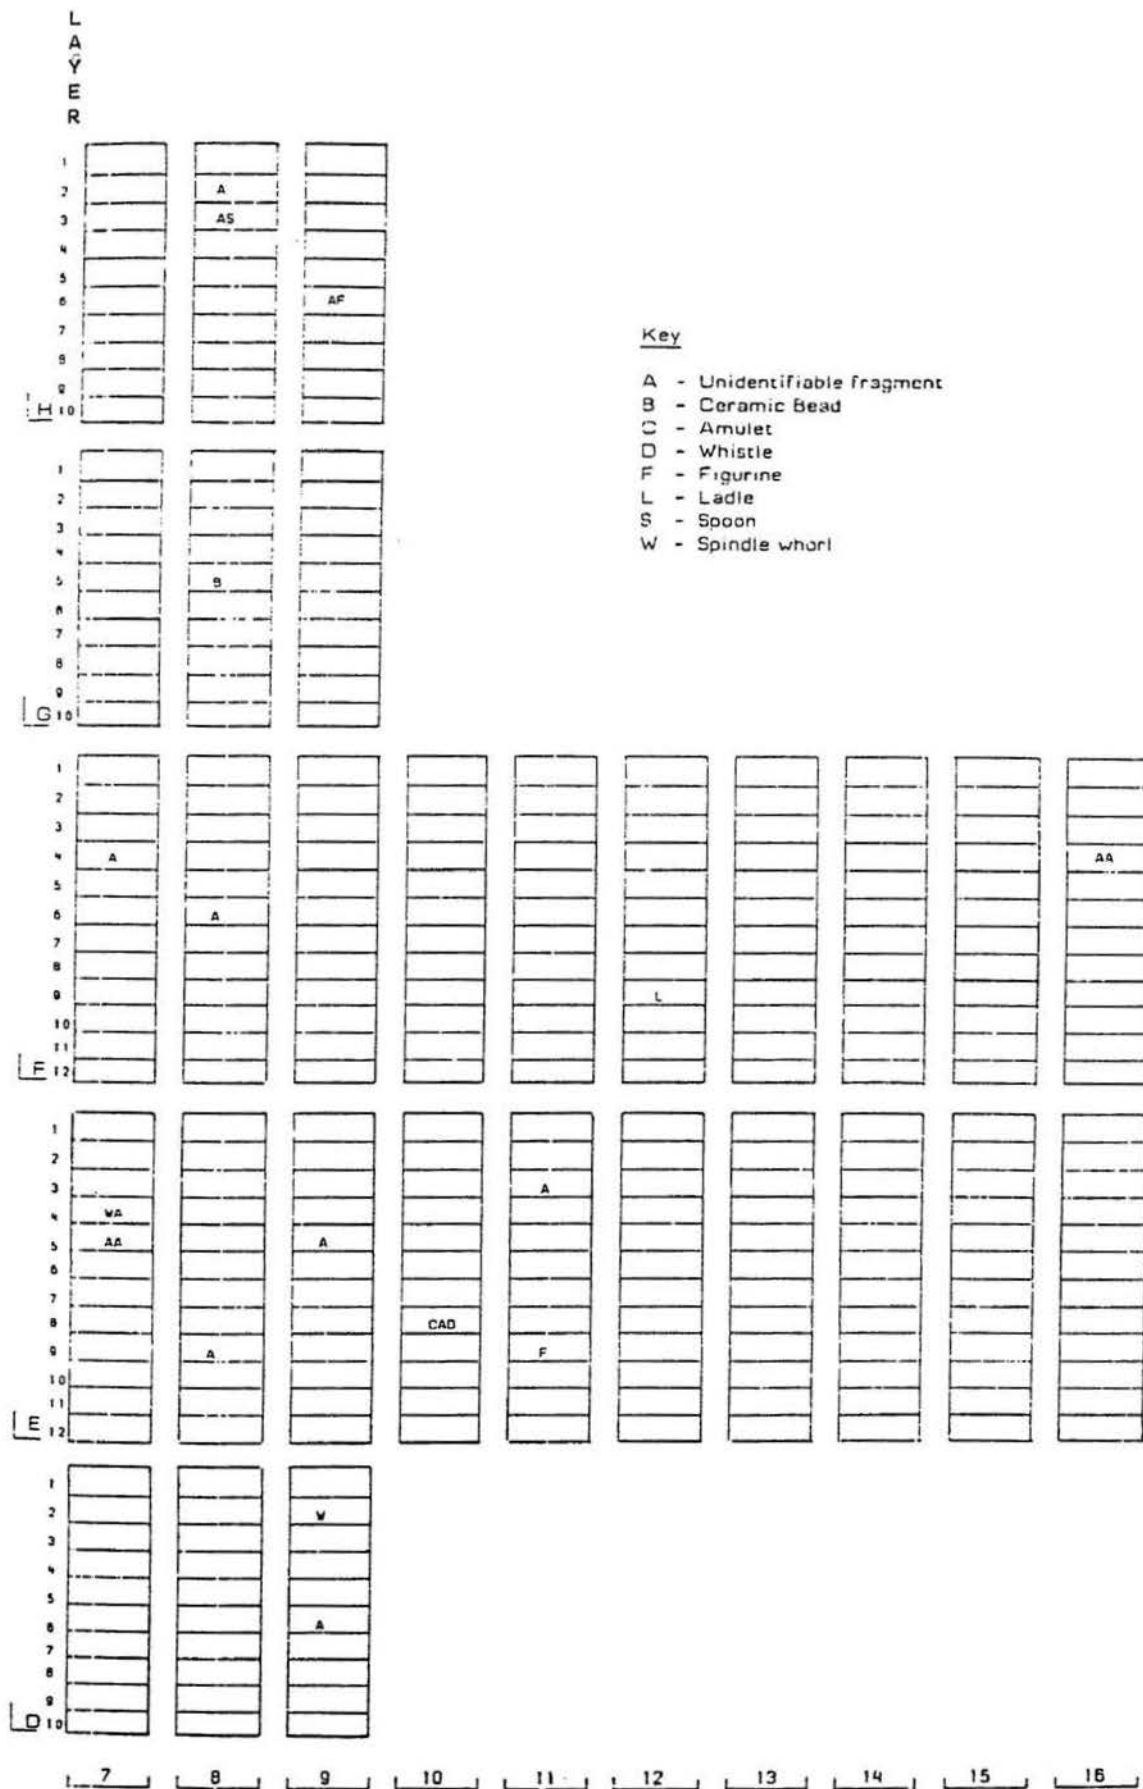 L
A
Y
E
R
1
2 A
3 AS
4
5
6 AF
7
8
9
H 10
Key
A - Unidentifiable fragment
B - Ceramic Bead
C - Amulet
D - Whistle
F - Figurine
L - Ladle
S - Spoon
W - Spindle whorl
1
2
3
4
5 B
6
7
8
9
G 10
1
2
3
4 A AA
5
6 A
7
8
9 L
10
11
F 12
1
2
3 A
4 WA
5 AA A
6
7
8 CAD
9 A F
10
11
E 12
1
2 W
3
4
5
6 A
7
8
9
D 10
7 8 9 10 11 12 13 14 15 16